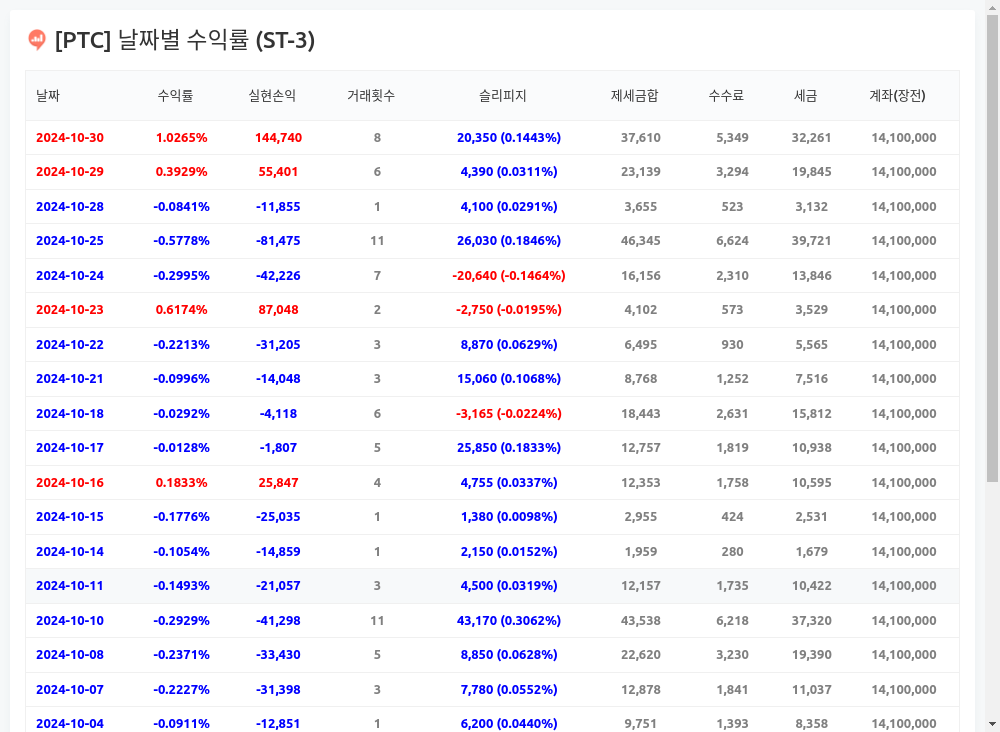 [PTC] 날짜별 수익률 (ST-3)
날짜 수익률 실현손익 거래횟수 슬리피지 제세금합 수수료 세금 계좌(장전)
2024-10-30 1.0265% 144,740 8 20,350 (0.1443%) 37,610 5,349 32,261 14,100,000
2024-10-29 0.3929% 55,401 6 4,390 (0.0311%) 23,139 3,294 19,845 14,100,000
2024-10-28 -0.0841% -11,855 1 4,100 (0.0291%) 3,655 523 3,132 14,100,000
2024-10-25 -0.5778% -81,475 11 26,030 (0.1846%) 46,345 6,624 39,721 14,100,000
2024-10-24 -0.2995% -42,226 7 -20,640 (-0.1464%) 16,156 2,310 13,846 14,100,000
2024-10-23 0.6174% 87,048 2 -2,750 (-0.0195%) 4,102 573 3,529 14,100,000
2024-10-22 -0.2213% -31,205 3 8,870 (0.0629%) 6,495 930 5,565 14,100,000
2024-10-21 -0.0996% -14,048 3 15,060 (0.1068%) 8,768 1,252 7,516 14,100,000
2024-10-18 -0.0292% -4,118 6 -3,165 (-0.0224%) 18,443 2,631 15,812 14,100,000
2024-10-17 -0.0128% -1,807 5 25,850 (0.1833%) 12,757 1,819 10,938 14,100,000
2024-10-16 0.1833% 25,847 4 4,755 (0.0337%) 12,353 1,758 10,595 14,100,000
2024-10-15 -0.1776% -25,035 1 1,380 (0.0098%) 2,955 424 2,531 14,100,000
2024-10-14 -0.1054% -14,859 1 2,150 (0.0152%) 1,959 280 1,679 14,100,000
2024-10-11 -0.1493% -21,057 3 4,500 (0.0319%) 12,157 1,735 10,422 14,100,000
2024-10-10 -0.2929% -41,298 11 43,170 (0.3062%) 43,538 6,218 37,320 14,100,000
2024-10-08 -0.2371% -33,430 5 8,850 (0.0628%) 22,620 3,230 19,390 14,100,000
2024-10-07 -0.2227% -31,398 3 7,780 (0.0552%) 12,878 1,841 11,037 14,100,000
2024-10-04 -0.0911% -12,851 1 6,200 (0.0440%) 9,751 1,393 8,358 14,100,000